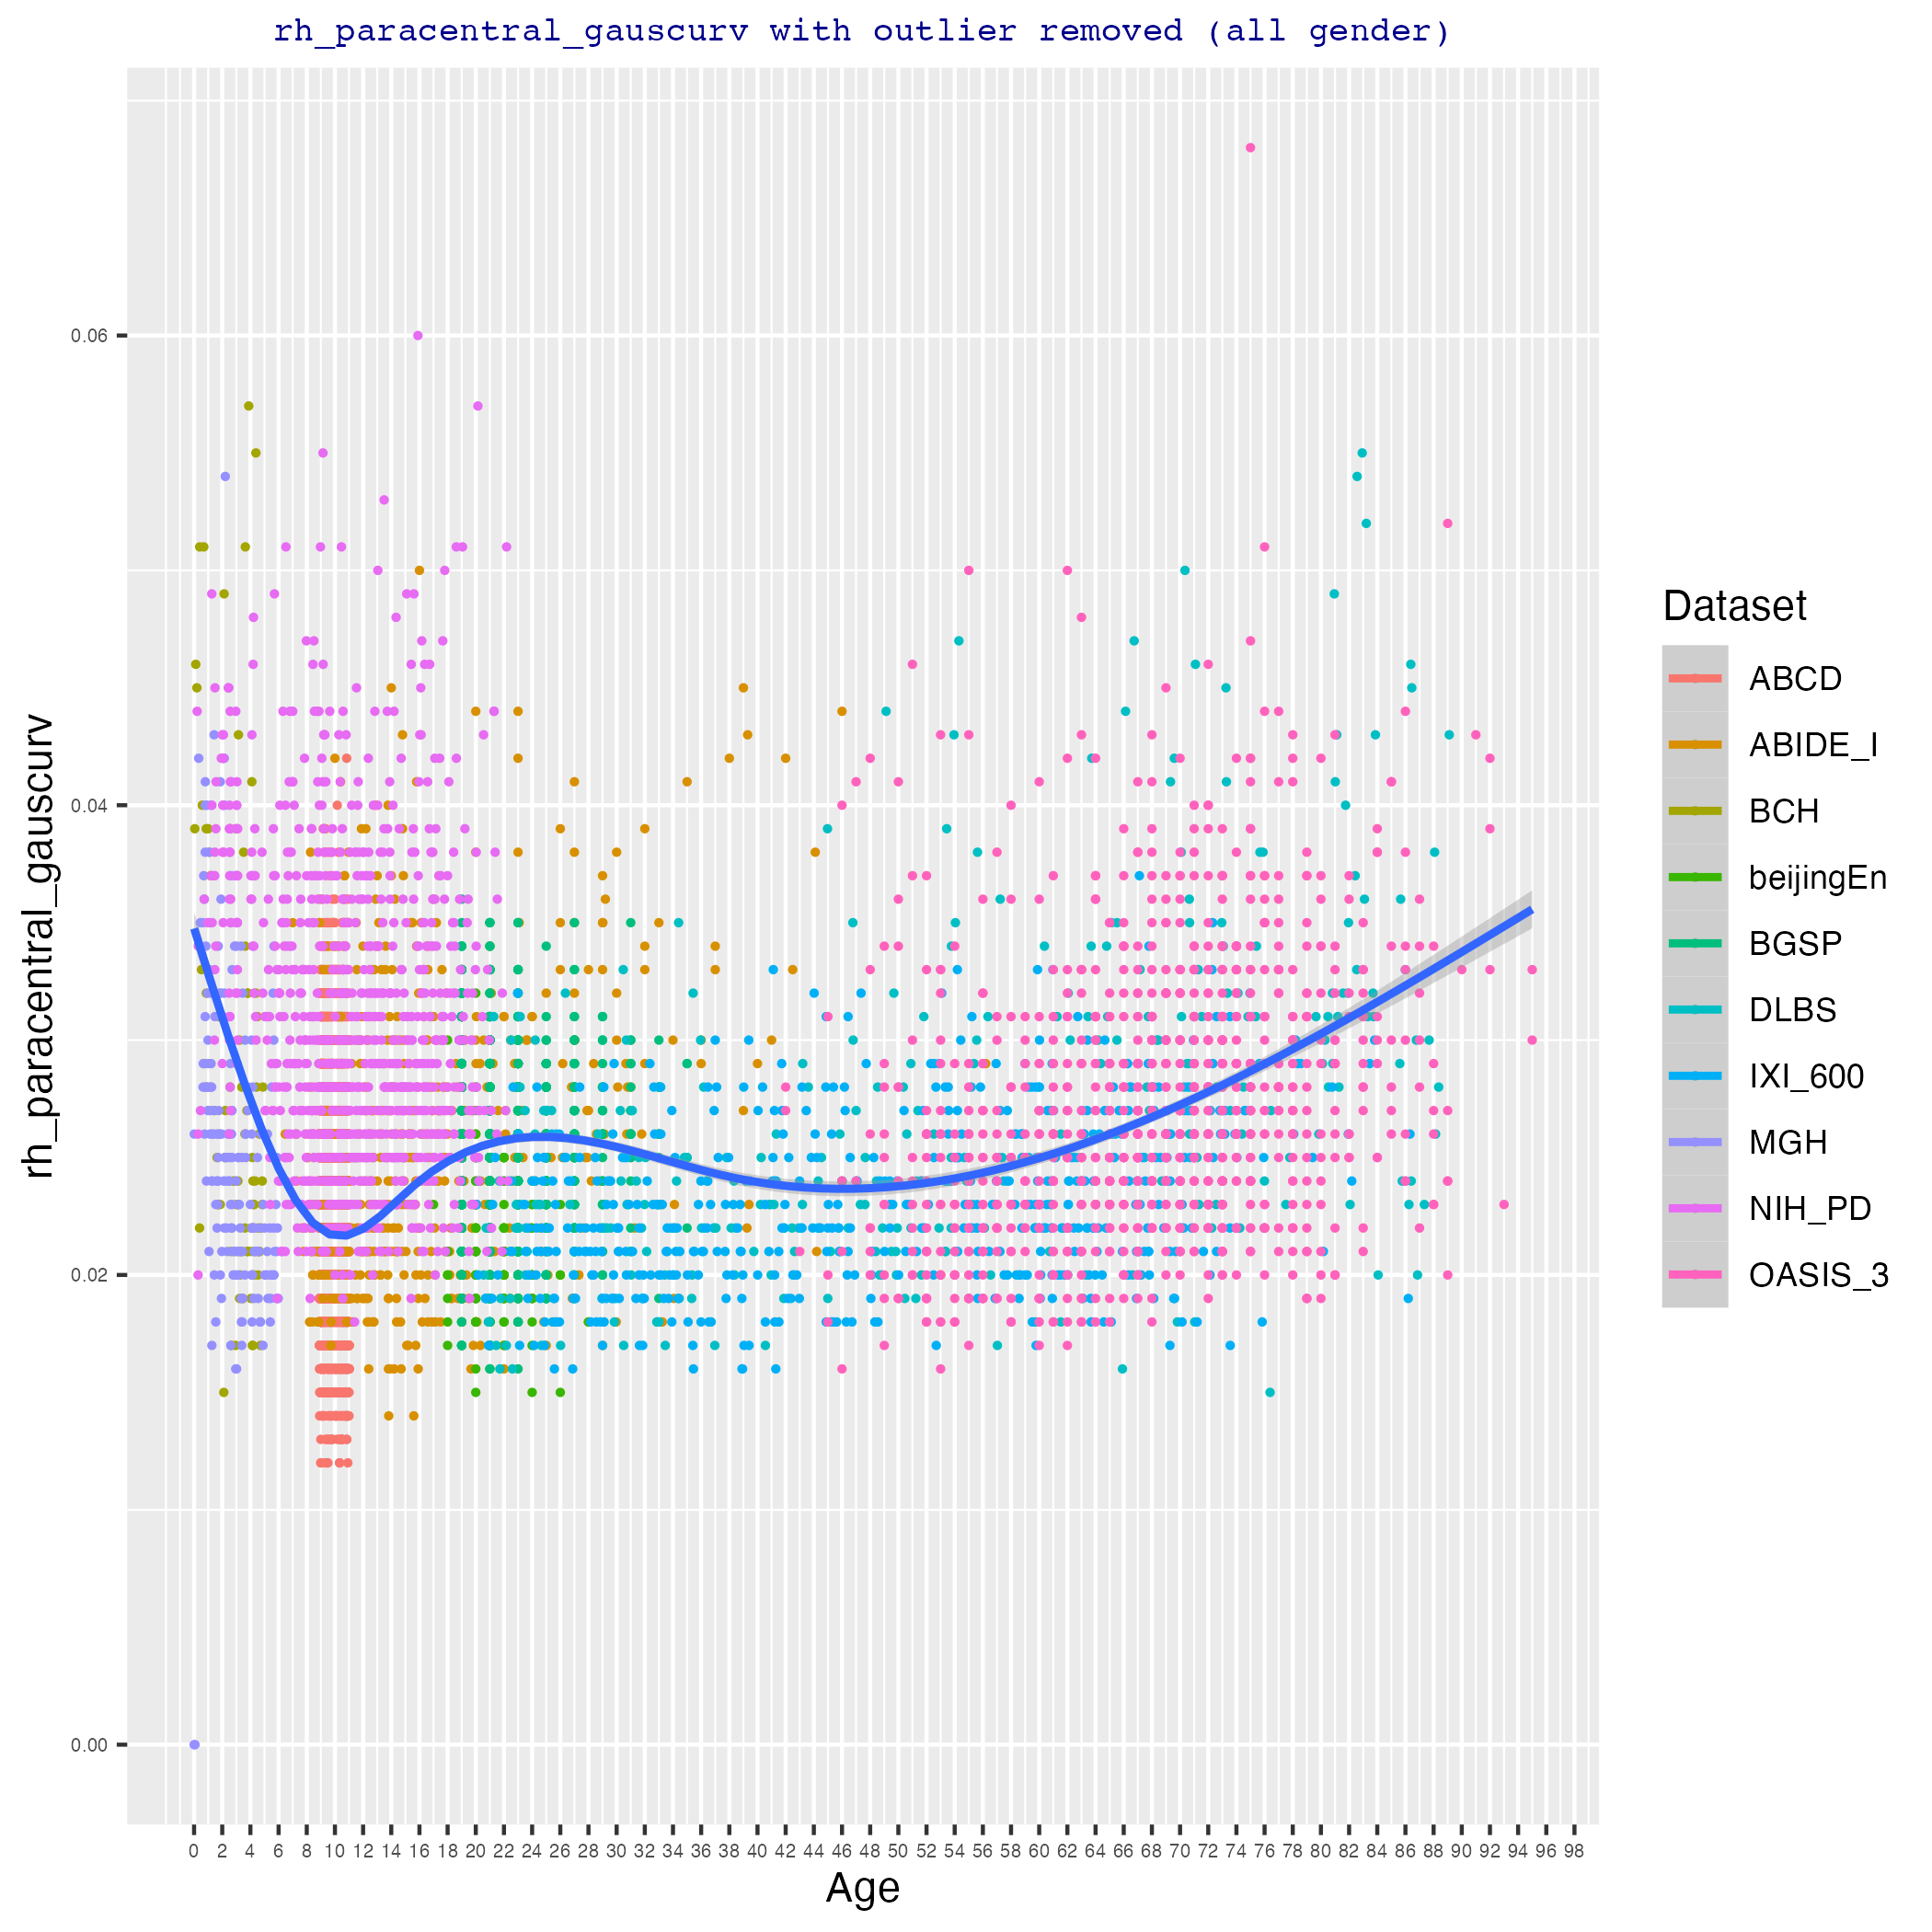 rh_paracentral_gauscurv with outlier removed (all gender)
rh_paracentral_gauscurv
0.06
0.04
0.02
0.00
0 2 4 6 8 10 12 14 16 18 20 22 24 26 28 30 32 34 36 38 40 42 44 46 48 50 52 54 56 58 60 62 64 66 68 70 72 74 76 78 80 82 84 86 88 90 92 94 96 98
Age
Dataset
ABCD
ABIDE_I
BCH
beijingEn
BGSP
DLBS
IXI_600
MGH
NIH_PD
OASIS_3